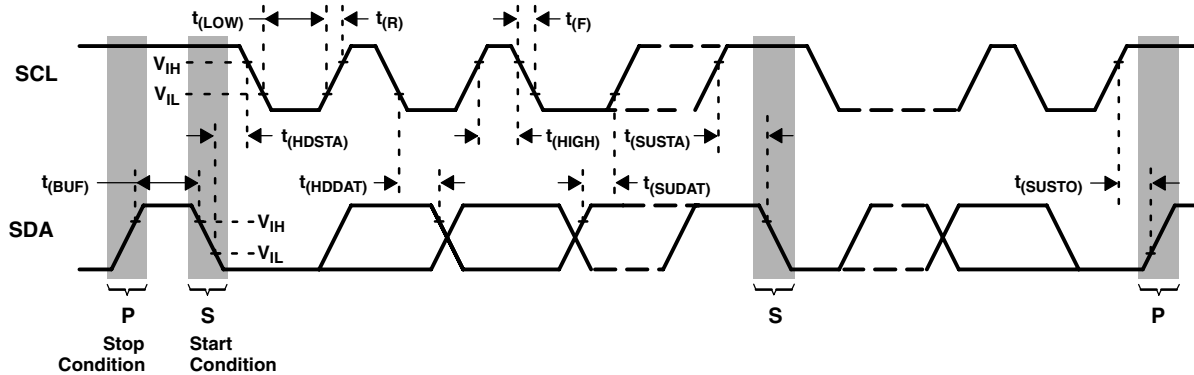 t(LOW)
t(R)
t(F)
SCL
VIH
VIL
t(HDSTA)
t(HIGH)
t(SUSTA)
t(BUF)
t(HDDAT)
t(SUDAT)
t(SUSTO)
SDA
VIH
VIL
P
S
S
P
Stop
Condition
Start
Condition